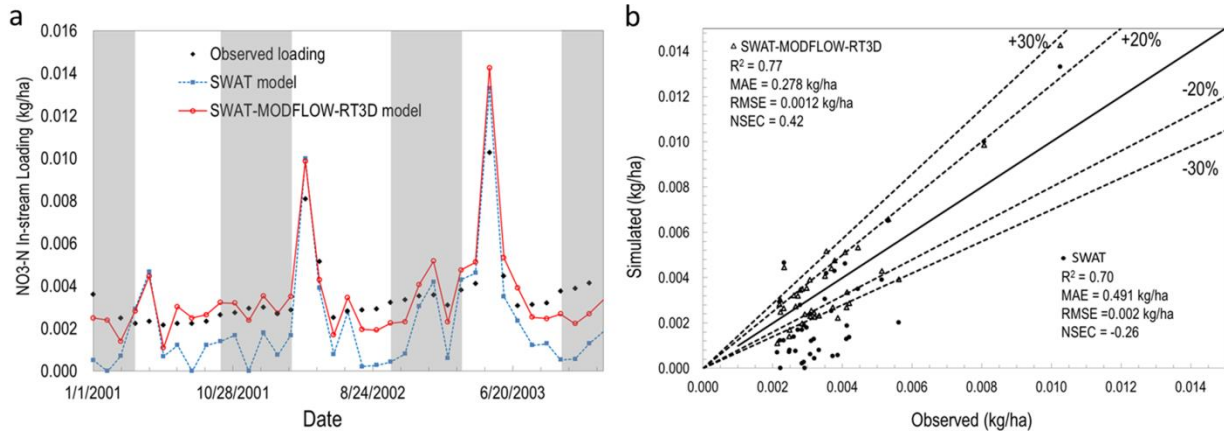 a
NO3-N In-stream Loading (kg/ha)
0.016
0.014
0.012
0.010
0.008
0.006
0.004
0.002
0.000
Observed loading
SWAT model
SWAT-MODFLOW-RT3D model
1/1/2001
10/28/2001
8/24/2002
6/20/2003
Date
b
Simulated (kg/ha)
0.014
0.012
0.010
0.008
0.006
0.004
0.002
0.000
SWAT-MODFLOW-RT3D
R² = 0.77
MAE = 0.278 kg/ha
RMSE = 0.0012 kg/ha
NSEC = 0.42
+30%
+20%
-20%
-30%
SWAT
R² = 0.70
MAE = 0.491 kg/ha
RMSE =0.002 kg/ha
NSEC = -0.26
0.000
0.002
0.004
0.006
0.008
0.010
0.012
0.014
Observed (kg/ha)